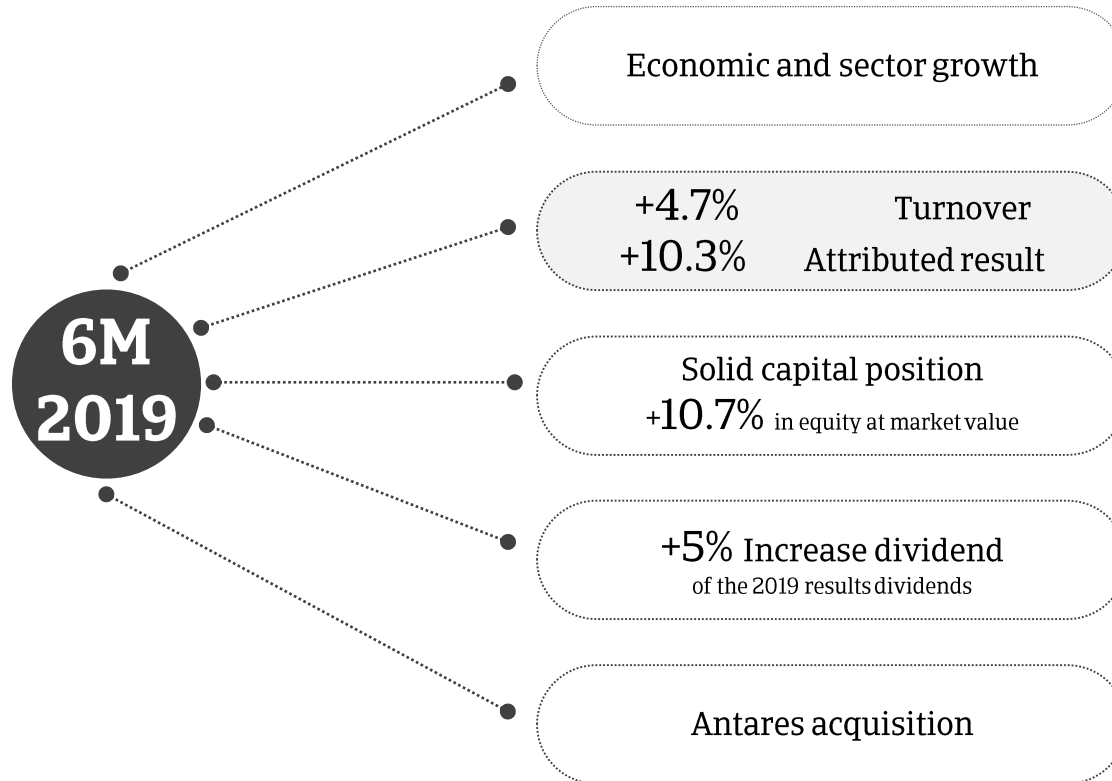 6M
2019
Economic and sector growth
+4.7% Turnover
+10.3% Attributed result
Solid capital position
+10.7% in equity at market value
+5% Increase dividend
of the 2019 results dividends
Antares acquisition